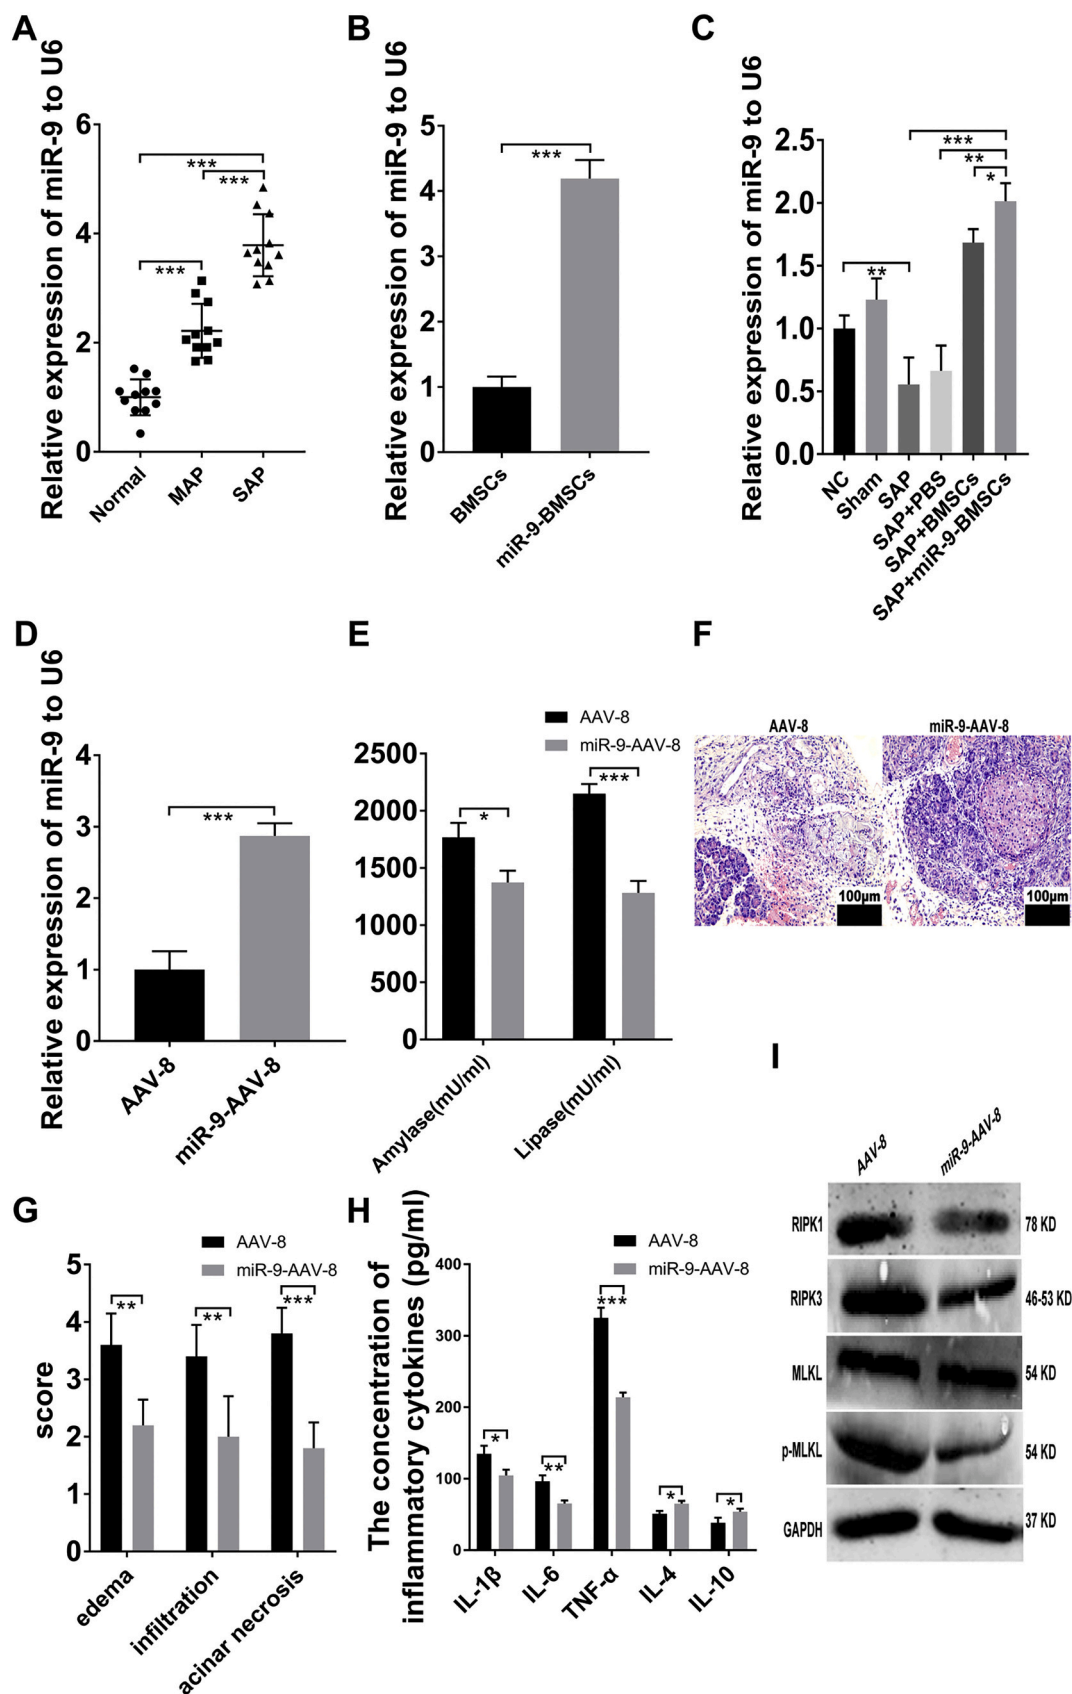 A
Relative expression of miR-9 to U6
6
4
2
0
***
***
***
Normal
MAP
SAP
B
Relative expression of miR-9 to U6
5
4
3
2
1
0
***
BMSCs
miR-9-BMSCs
C
Relative expression of miR-9 to U6
2.5
2.0
1.5
1.0
0.5
0.0
***
**
*
**
NC
Sham
SAP
SAP+PBS
SAP+BMSCs
SAP+miR-9-BMSCs
D
Relative expression of miR-9 to U6
4
3
2
1
0
***
AAV-8
miR-9-AAV-8
E
AAV-8
miR-9-AAV-8
2500
2000
1500
1000
500
0
*
***
Amylase(mU/ml)
Lipase(mU/ml)
F
AAV-8
miR-9-AAV-8
100μm
100μm
G
AAV-8
miR-9-AAV-8
score
5
4
3
2
1
0
**
**
***
edema
infiltration
acinar necrosis
H
The concentration of
inflammatory cytokines (pg/ml)
AAV-8
miR-9-AAV-8
400
300
200
100
0
*
**
***
*
*
IL-1β
IL-6
TNF-α
IL-4
IL-10
I
AAV-8
miR-9-AAV-8
RIPK1
78 KD
RIPK3
46-53 KD
MLKL
54 KD
p-MLKL
54 KD
GAPDH
37 KD